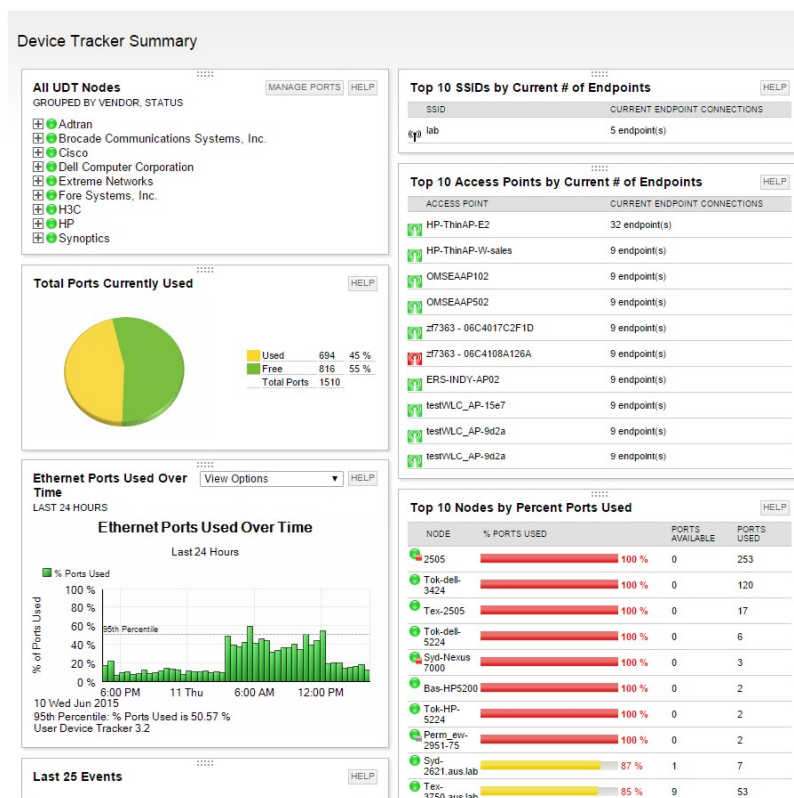 Device Tracker Summary
All UDT Nodes
MANAGE PORTS
HELP
GROUPED BY VENDOR, STATUS
Adtran
Brocade Communications Systems, Inc.
Cisco
Dell Computer Corporation
Extreme Networks
Fore Systems, Inc.
H3C
HP
Synoptics
Total Ports Currently Used
HELP
Used 694 45 %
Free 816 55 %
Total Ports 1510
Ethernet Ports Used Over
Time
View Options
HELP
LAST 24 HOURS
Ethernet Ports Used Over Time
Last 24 Hours
% Ports Used
% of Ports Used
100 %
80 %
60 %
95th Percentile
40 %
20 %
0 %
6:00 PM 11 Thu 6:00 AM 12:00 PM
10 Wed Jun 2015
95th Percentile: % Ports Used is 50.57 %
User Device Tracker 3.2
Last 25 Events
HELP
Top 10 SSIDs by Current # of Endpoints
HELP
SSID CURRENT ENDPOINT CONNECTIONS
lab 5 endpoint(s)
Top 10 Access Points by Current # of Endpoints
HELP
ACCESS POINT CURRENT ENDPOINT CONNECTIONS
HP-ThinAP-E2 32 endpoint(s)
HP-ThinAP-W-sales 9 endpoint(s)
OMSEAAP102 9 endpoint(s)
OMSEAAP502 9 endpoint(s)
zf7363 - 06C4017C2F1D 9 endpoint(s)
zf7363 - 06C4108A126A 9 endpoint(s)
ERS-INDY-AP02 9 endpoint(s)
testWLC_AP-15e7 9 endpoint(s)
testWLC_AP-9d2a 9 endpoint(s)
testWLC_AP-9d2a 9 endpoint(s)
Top 10 Nodes by Percent Ports Used
HELP
NODE % PORTS USED PORTS AVAILABLE PORTS USED
2505 100 % 0 253
Tok-dell-3424 100 % 0 120
Tex-2505 100 % 0 17
Tok-dell-5224 100 % 0 6
Syd-Nexus 7000 100 % 0 3
Bas-HP5200 100 % 0 2
Tok-HP-5224 100 % 0 2
Perm_ew-2951-75 100 % 0 2
Syd-2621.aus.lab 87 % 1 7
Tex-3750.aus.lab 85 % 9 53